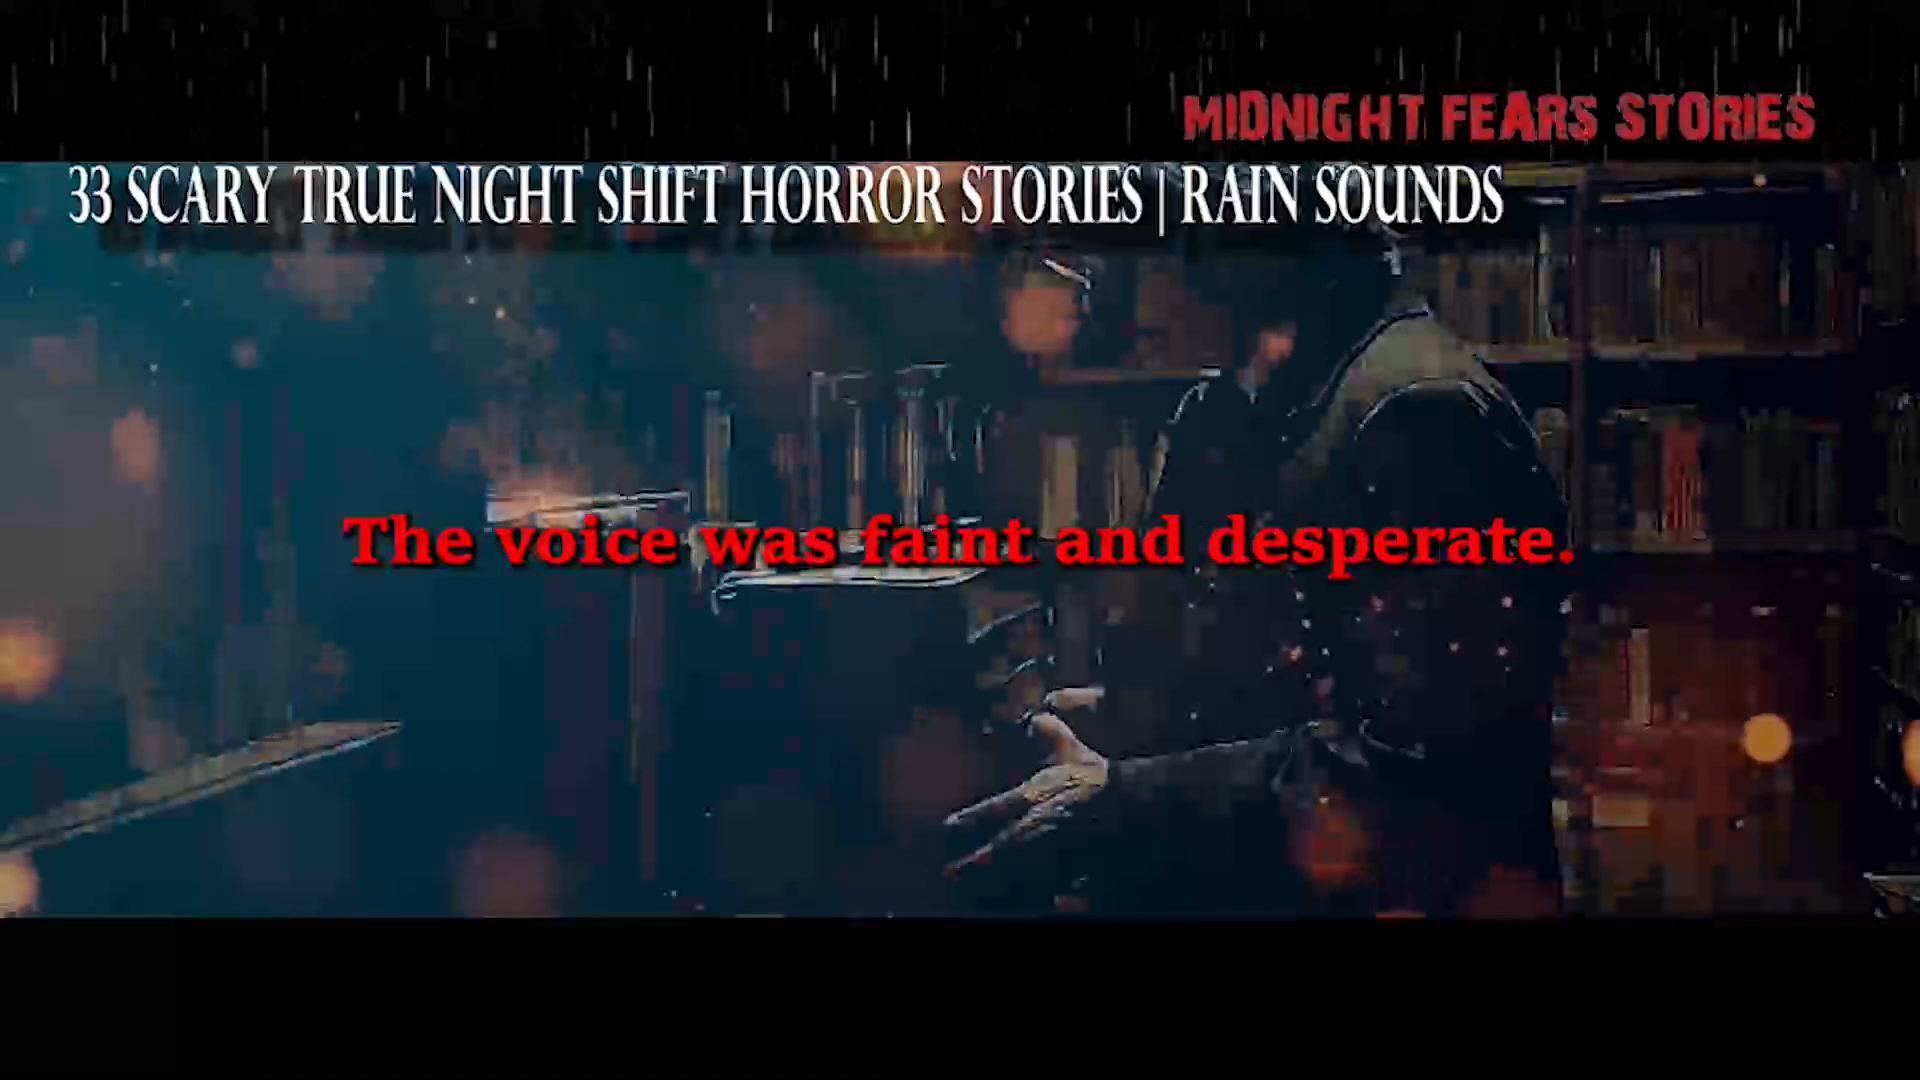 MIDNIGHT FEARS STORIES
33 SCARY TRUE NIGHT SHIFT HORROR STORIES | RAIN SOUNDS
The voice was faint and desperate.